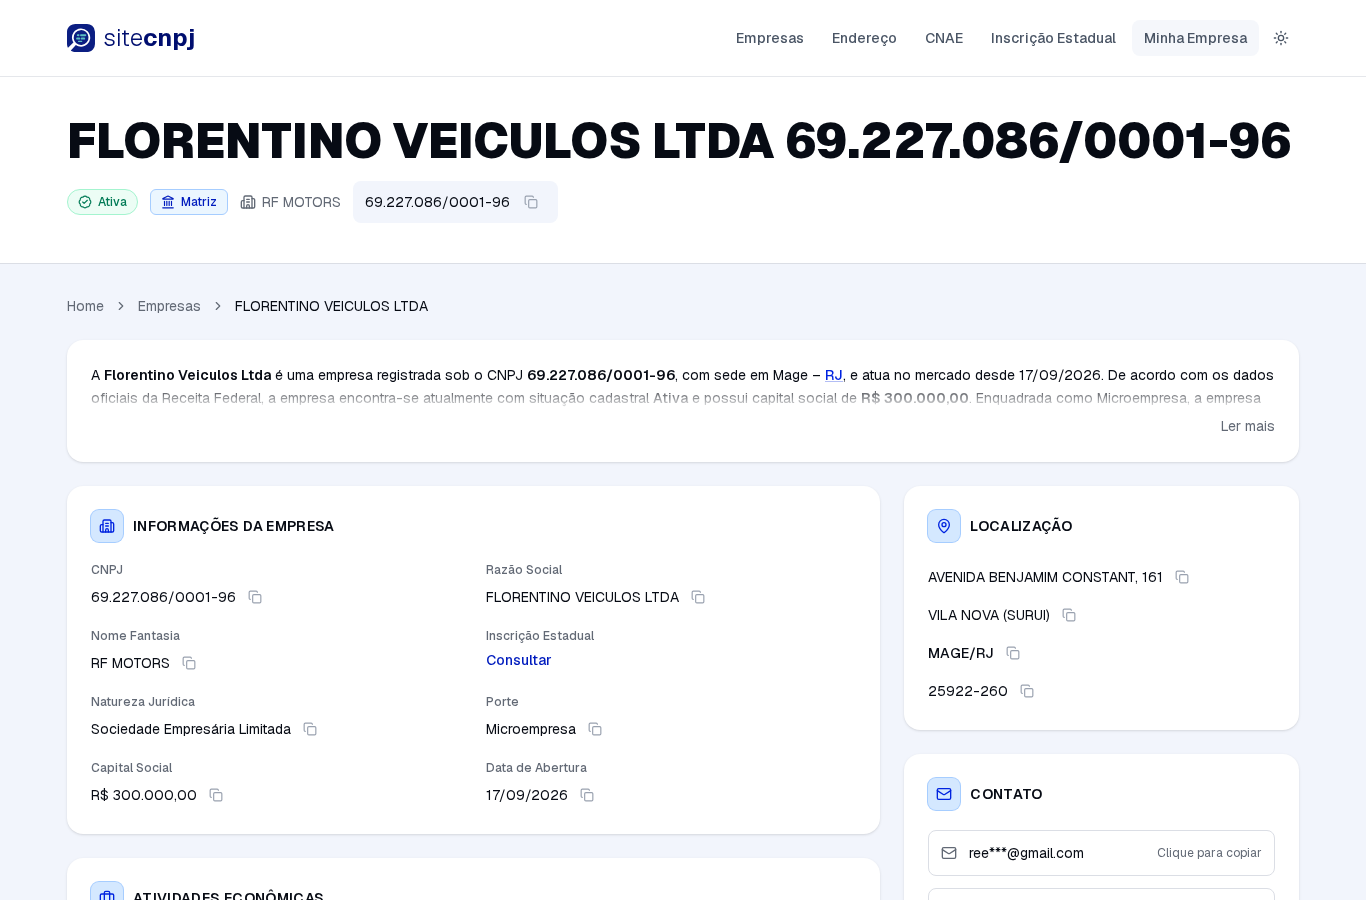 sitecnpj
Empresas
Endereço
CNAE
Inscrição Estadual
Minha Empresa
FLORENTINO VEICULOS LTDA 69.227.086/0001-96
Ativa
Matriz
RF MOTORS
69.227.086/0001-96
Home
Empresas
FLORENTINO VEICULOS LTDA
A Florentino Veiculos Ltda é uma empresa registrada sob o CNPJ 69.227.086/0001-96, com sede em Mage – RJ, e atua no mercado desde 17/09/2026. De acordo com os dados
oficiais da Receita Federal, a empresa encontra-se atualmente com situação cadastral Ativa e possui capital social de R$ 300.000,00. Enquadrada como Microempresa, a empresa
Ler mais
INFORMAÇÕES DA EMPRESA
CNPJ
69.227.086/0001-96
Razão Social
FLORENTINO VEICULOS LTDA
Nome Fantasia
RF MOTORS
Inscrição Estadual
Consultar
Natureza Jurídica
Sociedade Empresária Limitada
Porte
Microempresa
Capital Social
R$ 300.000,00
Data de Abertura
17/09/2026
ATIVIDADES ECONÔMICAS
LOCALIZAÇÃO
AVENIDA BENJAMIM CONSTANT, 161
VILA NOVA (SURUI)
MAGE/RJ
25922-260
CONTATO
ree***@gmail.com
Clique para copiar